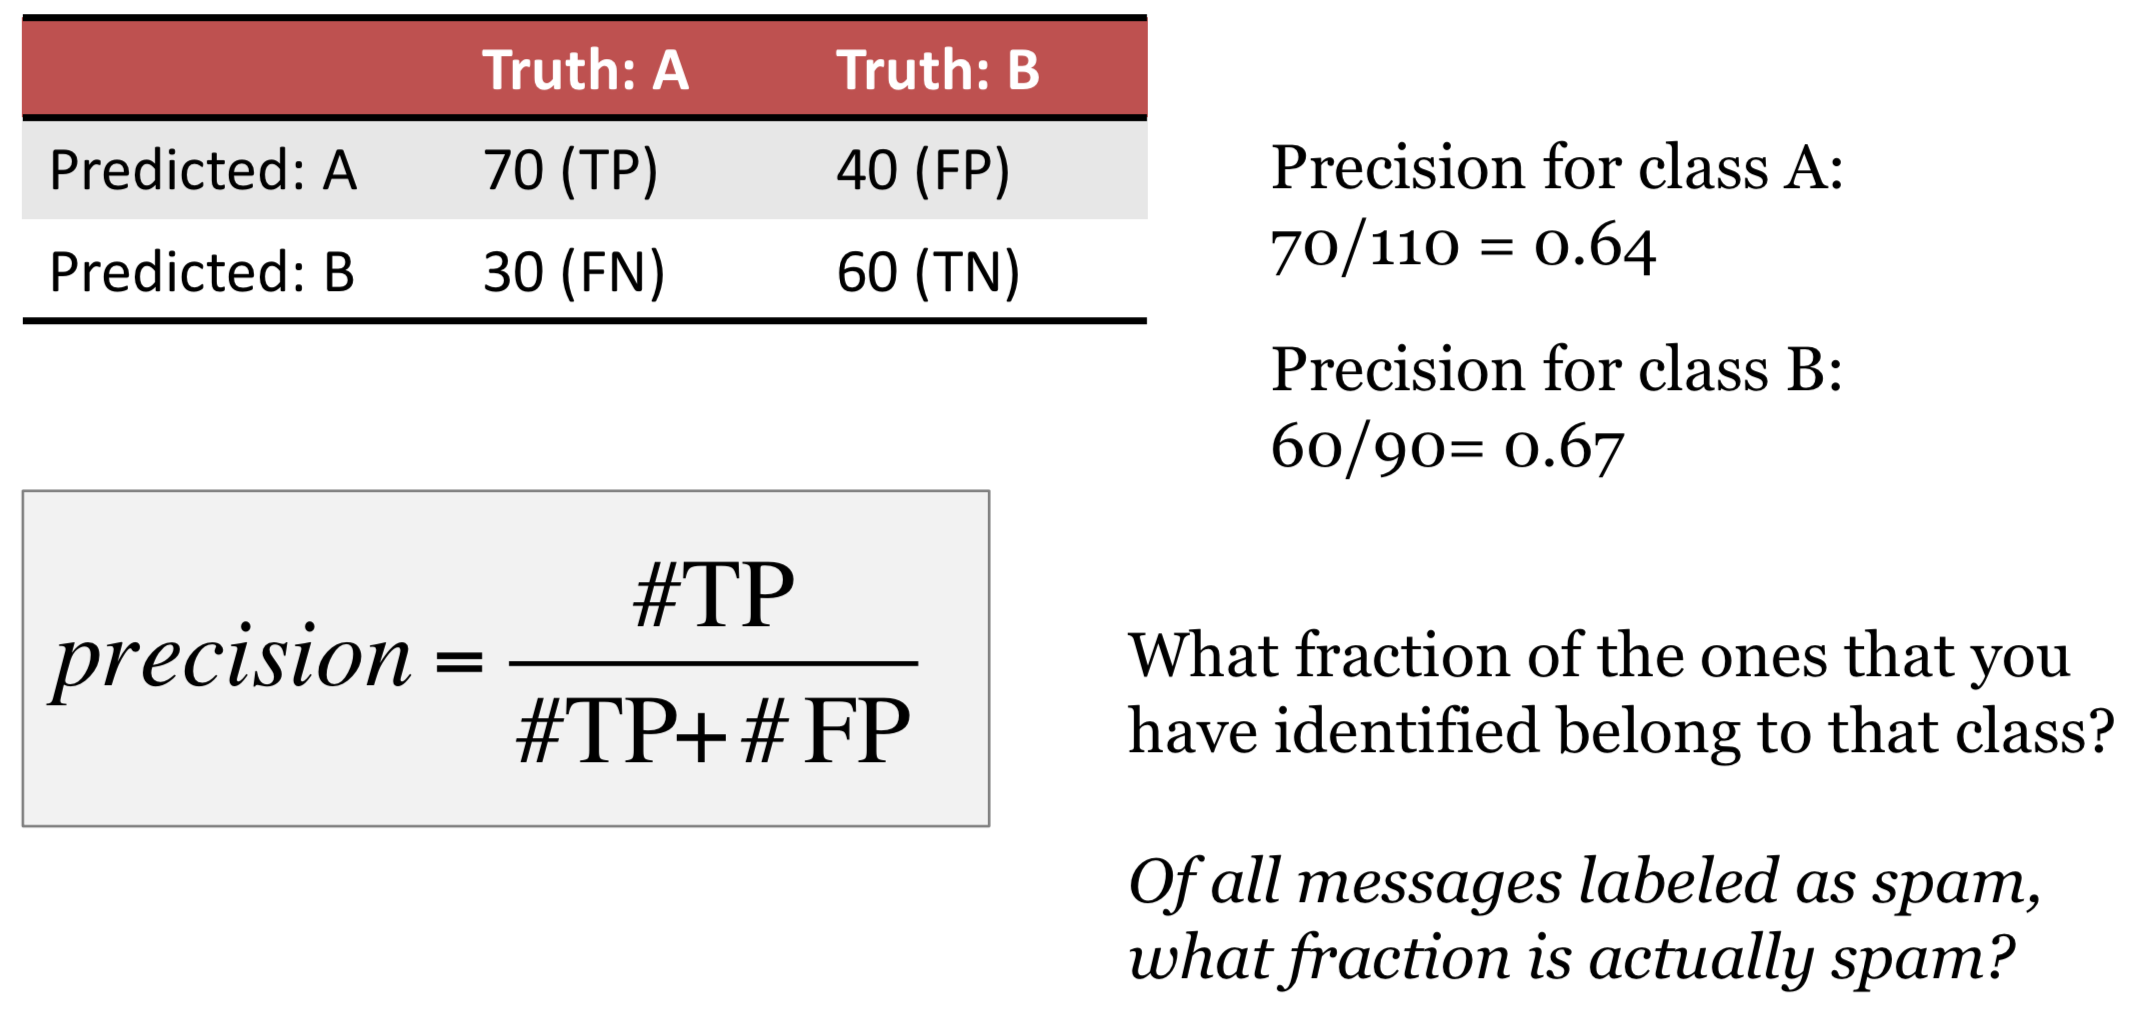 Truth: A Truth: B
Predicted: A 70 (TP) 40 (FP)
Predicted: B 30 (FN) 60 (TN)
Precision for class A:
70/110 = 0.64
Precision for class B:
60/90= 0.67
precision = #TP
#TP+# FP
What fraction of the ones that you
have identified belong to that class?
Of all messages labeled as spam,
what fraction is actually spam?